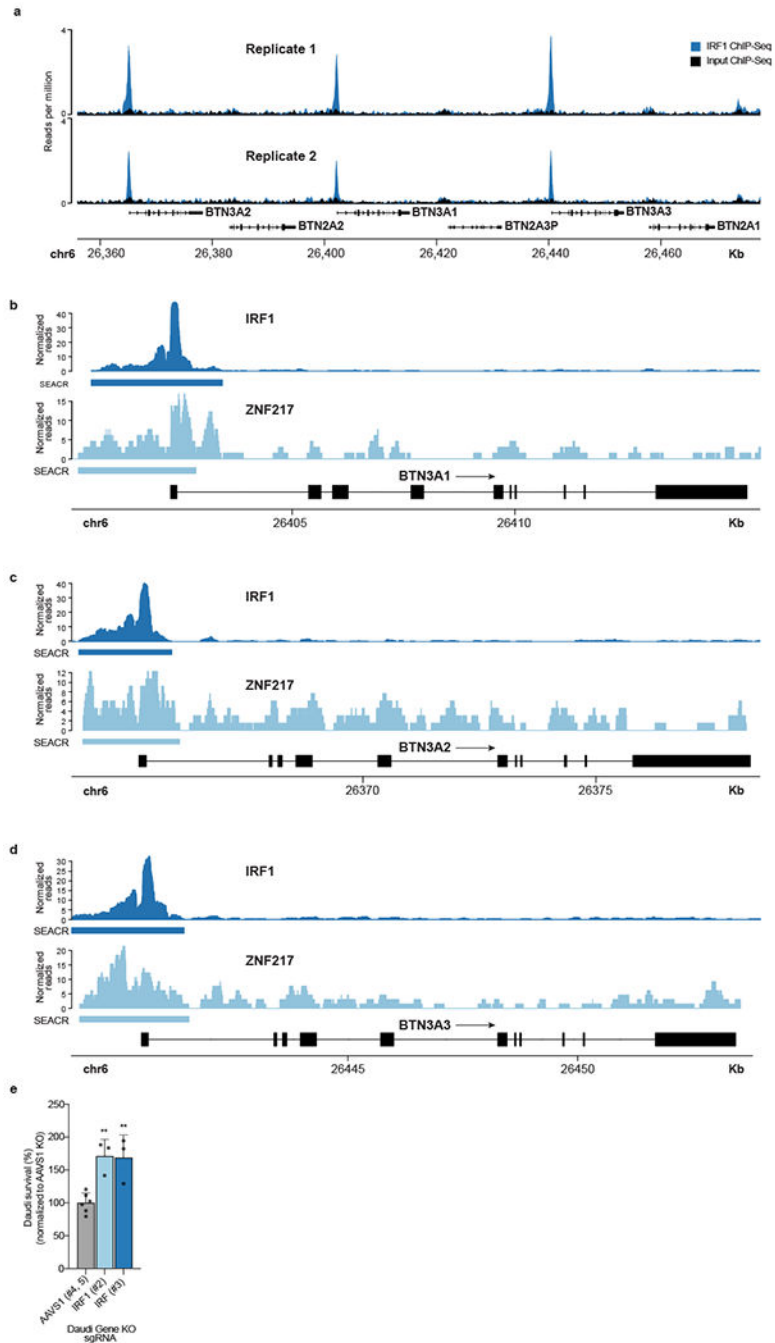 a
4
Replicate 1
IRF1 ChIP-Seq
Input ChIP-Seq
Reads per million
0
4
Replicate 2
0
BTN3A2
BTN3A1
BTN3A3
BTN2A2
BTN2A3P
BTN2A1
chr6
26,360
26,380
26,400
26,420
26,440
26,460
Kb
b
Normalized reads
40
30
20
10
0
IRF1
SEACR
Normalized reads
15
10
5
0
ZNF217
SEACR
BTN3A1
chr6
26405
26410
Kb
c
Normalized reads
40
30
20
10
0
IRF1
SEACR
Normalized reads
12
10
8
6
4
2
0
ZNF217
SEACR
BTN3A2
chr6
26370
26375
Kb
d
Normalized reads
30
25
20
15
10
5
0
IRF1
SEACR
Normalized reads
20
15
10
5
0
ZNF217
SEACR
BTN3A3
chr6
26445
26450
Kb
e
Daudi survival (%)
(normalized to AAVS1 KO)
250
200
150
100
50
0
** **
AAVS1 (#4, 5)
IRF1 (#2)
IRF (#3)
Daudi Gene KO
sgRNA